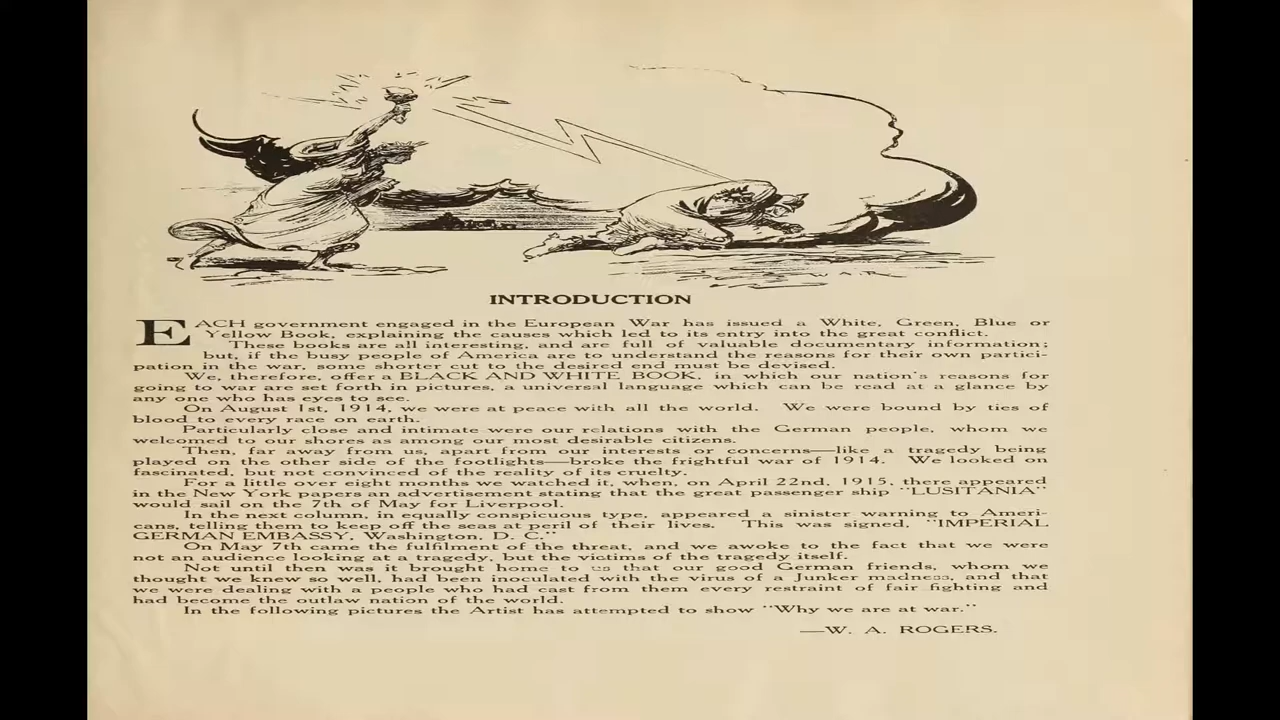 W.A.R.
INTRODUCTION
EACH government engaged in the European War has issued a White, Green, Blue or
Yellow Book, explaining the causes which led to its entry into the great conflict.
These books are all interesting, and are full of valuable documentary information;
but, if the busy people of America are to understand the reasons for their own partici-
pation in the war, some shorter cut to the desired end must be devised.
We, therefore, offer a BLACK AND WHITE BOOK, in which our nation's reasons for
going to war are set forth in pictures, a universal language which can be read at a glance by
any one who has eyes to see.
On August 1st, 1914, we were at peace with all the world. We were bound by ties of
blood to every race on earth.
Particularly close and intimate were our relations with the German people, whom we
welcomed to our shores as among our most desirable citizens.
Then, far away from us, apart from our interests or concerns—like a tragedy being
played on the other side of the footlights—broke the frightful war of 1914. We looked on
fascinated, but not convinced of the reality of its cruelty.
For a little over eight months we watched it, when, on April 22nd, 1915, there appeared
in the New York papers an advertisement stating that the great passenger ship "LUSITANIA"
would sail on the 7th of May for Liverpool.
In the next column, in equally conspicuous type, appeared a sinister warning to Ameri-
cans, telling them to keep off the seas at peril of their lives. This was signed, "IMPERIAL
GERMAN EMBASSY, Washington, D. C."
On May 7th came the fulfilment of the threat, and we awoke to the fact that we were
not an audience looking at a tragedy, but the victims of the tragedy itself.
Not until then was it brought home to us that our good German friends, whom we
thought we knew so well, had been inoculated with the virus of a Junker madness, and that
we were dealing with a people who had cast from them every restraint of fair fighting and
had become the outlaw nation of the world.
In the following pictures the Artist has attempted to show "Why we are at war."
—W. A. ROGERS.